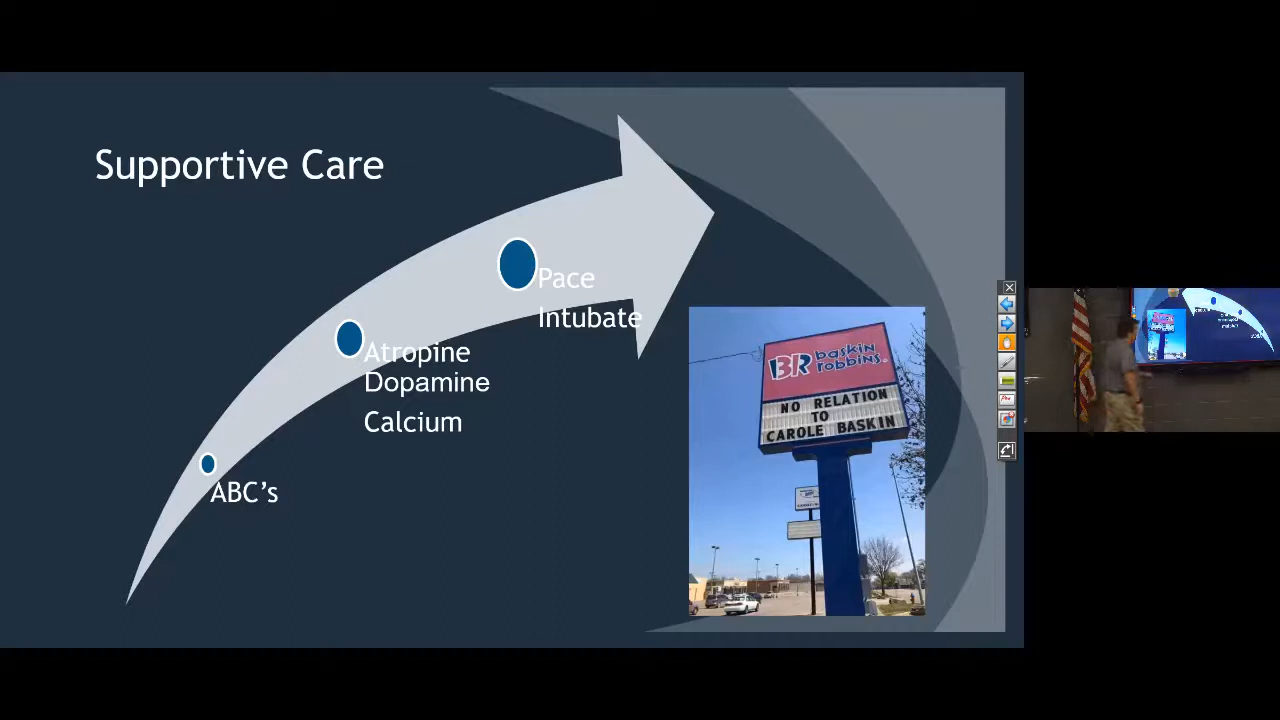 Supportive Care
Pace
Intubate
Atropine
Dopamine
Calcium
ABC's
BR baskin
robbins
NO RELATION
TO
CAROLE BASKIN